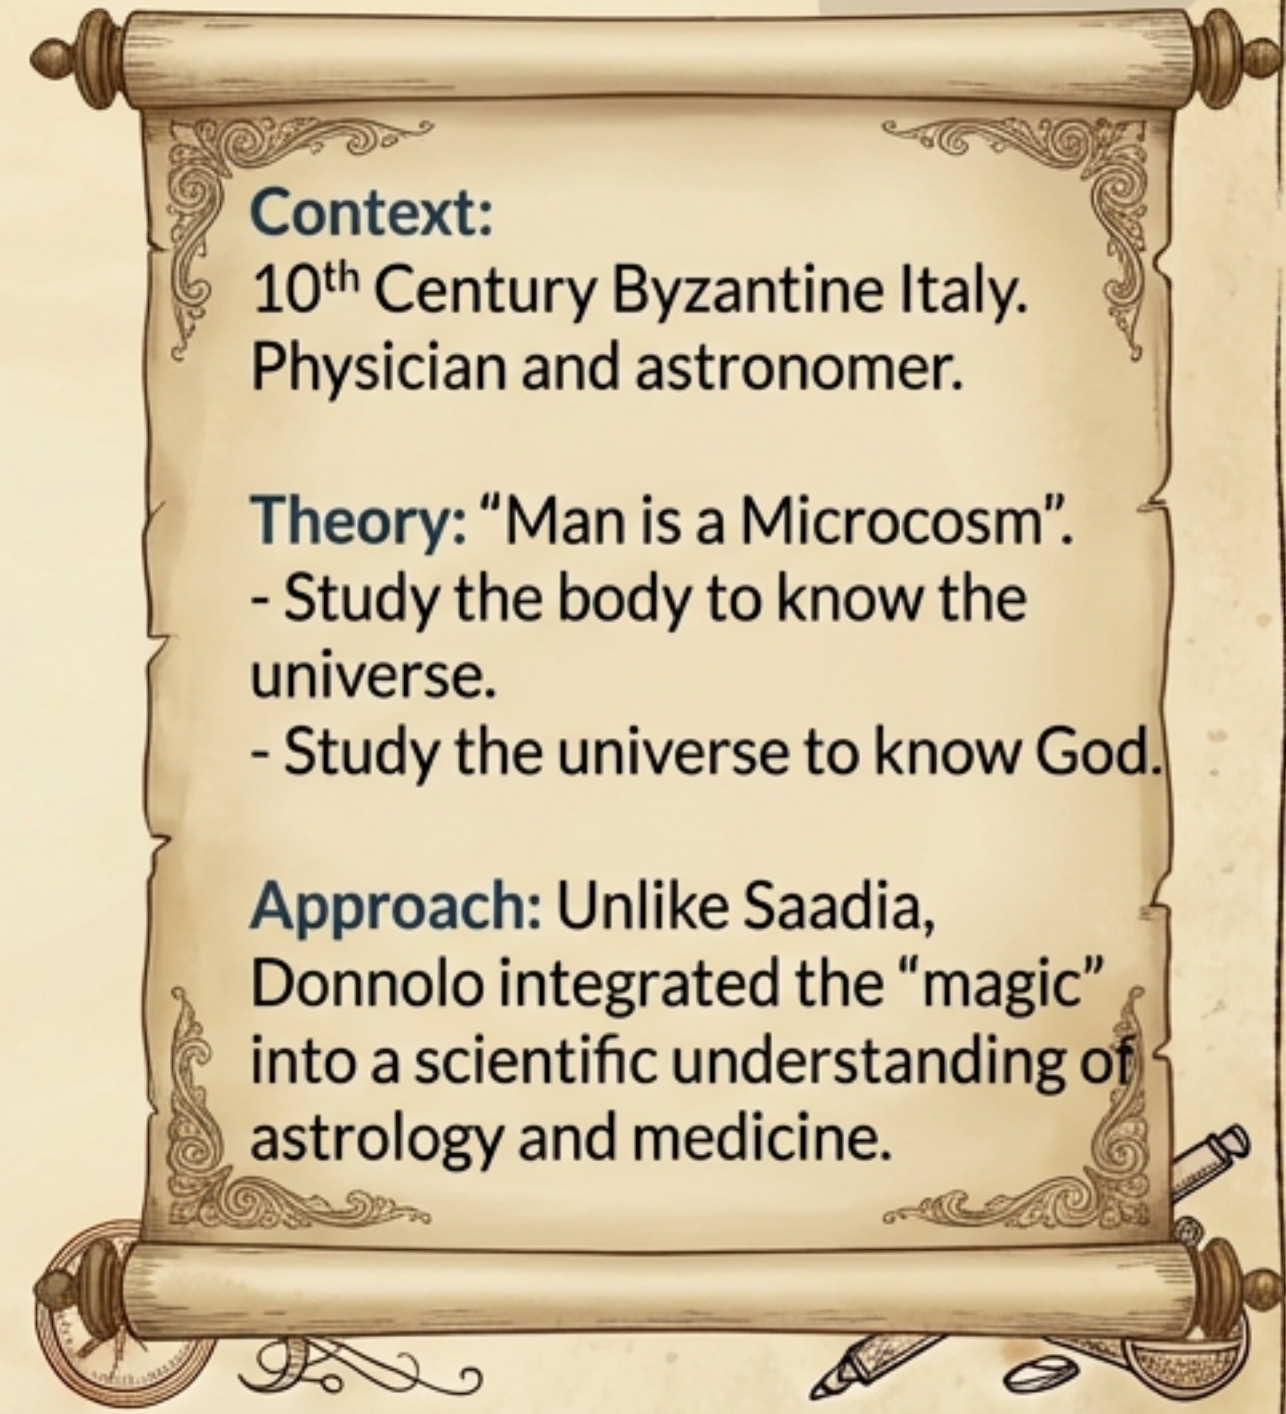 Context:
10th Century Byzantine Italy.
Physician and astronomer.
Theory: “Man is a Microcosm”.
- Study the body to know the
universe.
- Study the universe to know God.
Approach: Unlike Saadia,
Donnolo integrated the “magic”
into a scientific understanding of
astrology and medicine.